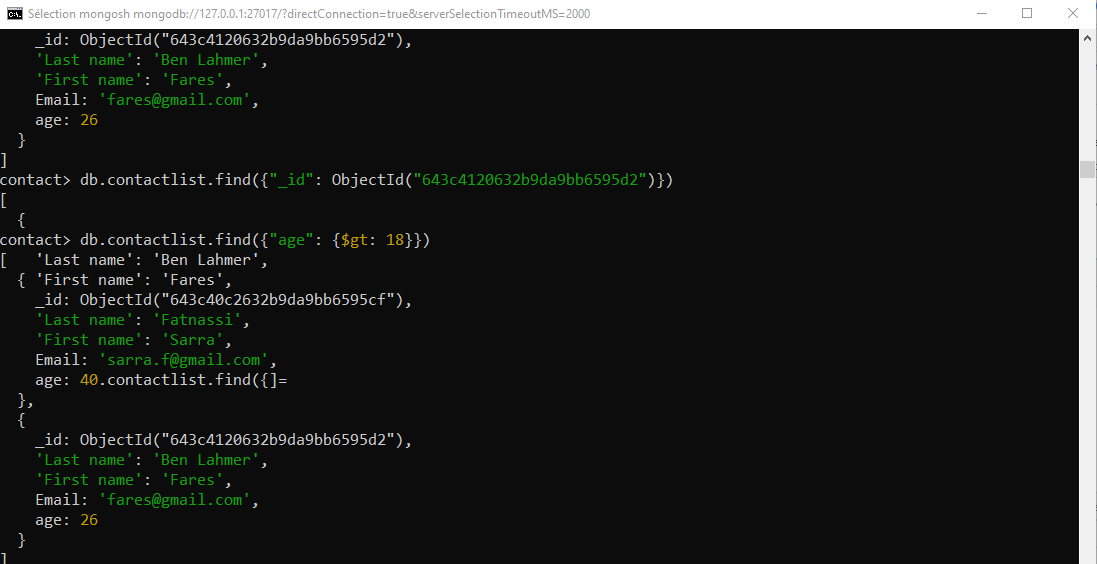 Sélection mongosh mongodb://127.0.0.1:27017/?directConnection=true&serverSelectionTimeoutMS=2000
_id: ObjectId("643c4120632b9da9bb6595d2"),
'Last name': 'Ben Lahmer',
'First name': 'Fares',
Email: 'fares@gmail.com',
age: 26
}
]
contact> db.contactlist.find({"_id": ObjectId("643c4120632b9da9bb6595d2")})
[
{
contact> db.contactlist.find({"age": {$gt: 18}})
[   'Last name': 'Ben Lahmer',
{ 'First name': 'Fares',
_id: ObjectId("643c40c2632b9da9bb6595cf"),
'Last name': 'Fatnassi',
'First name': 'Sarra',
Email: 'sarra.f@gmail.com',
age: 40.contactlist.find({}=
},
{
_id: ObjectId("643c4120632b9da9bb6595d2"),
'Last name': 'Ben Lahmer',
'First name': 'Fares',
Email: 'fares@gmail.com',
age: 26
}
]